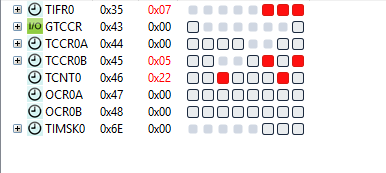 TIFR0 0x35 0x07
I/O GTCCR 0x43 0x00
TCCR0A 0x44 0x00
TCCR0B 0x45 0x05
TCNT0 0x46 0x22
OCR0A 0x47 0x00
OCR0B 0x48 0x00
TIMSK0 0x6E 0x00